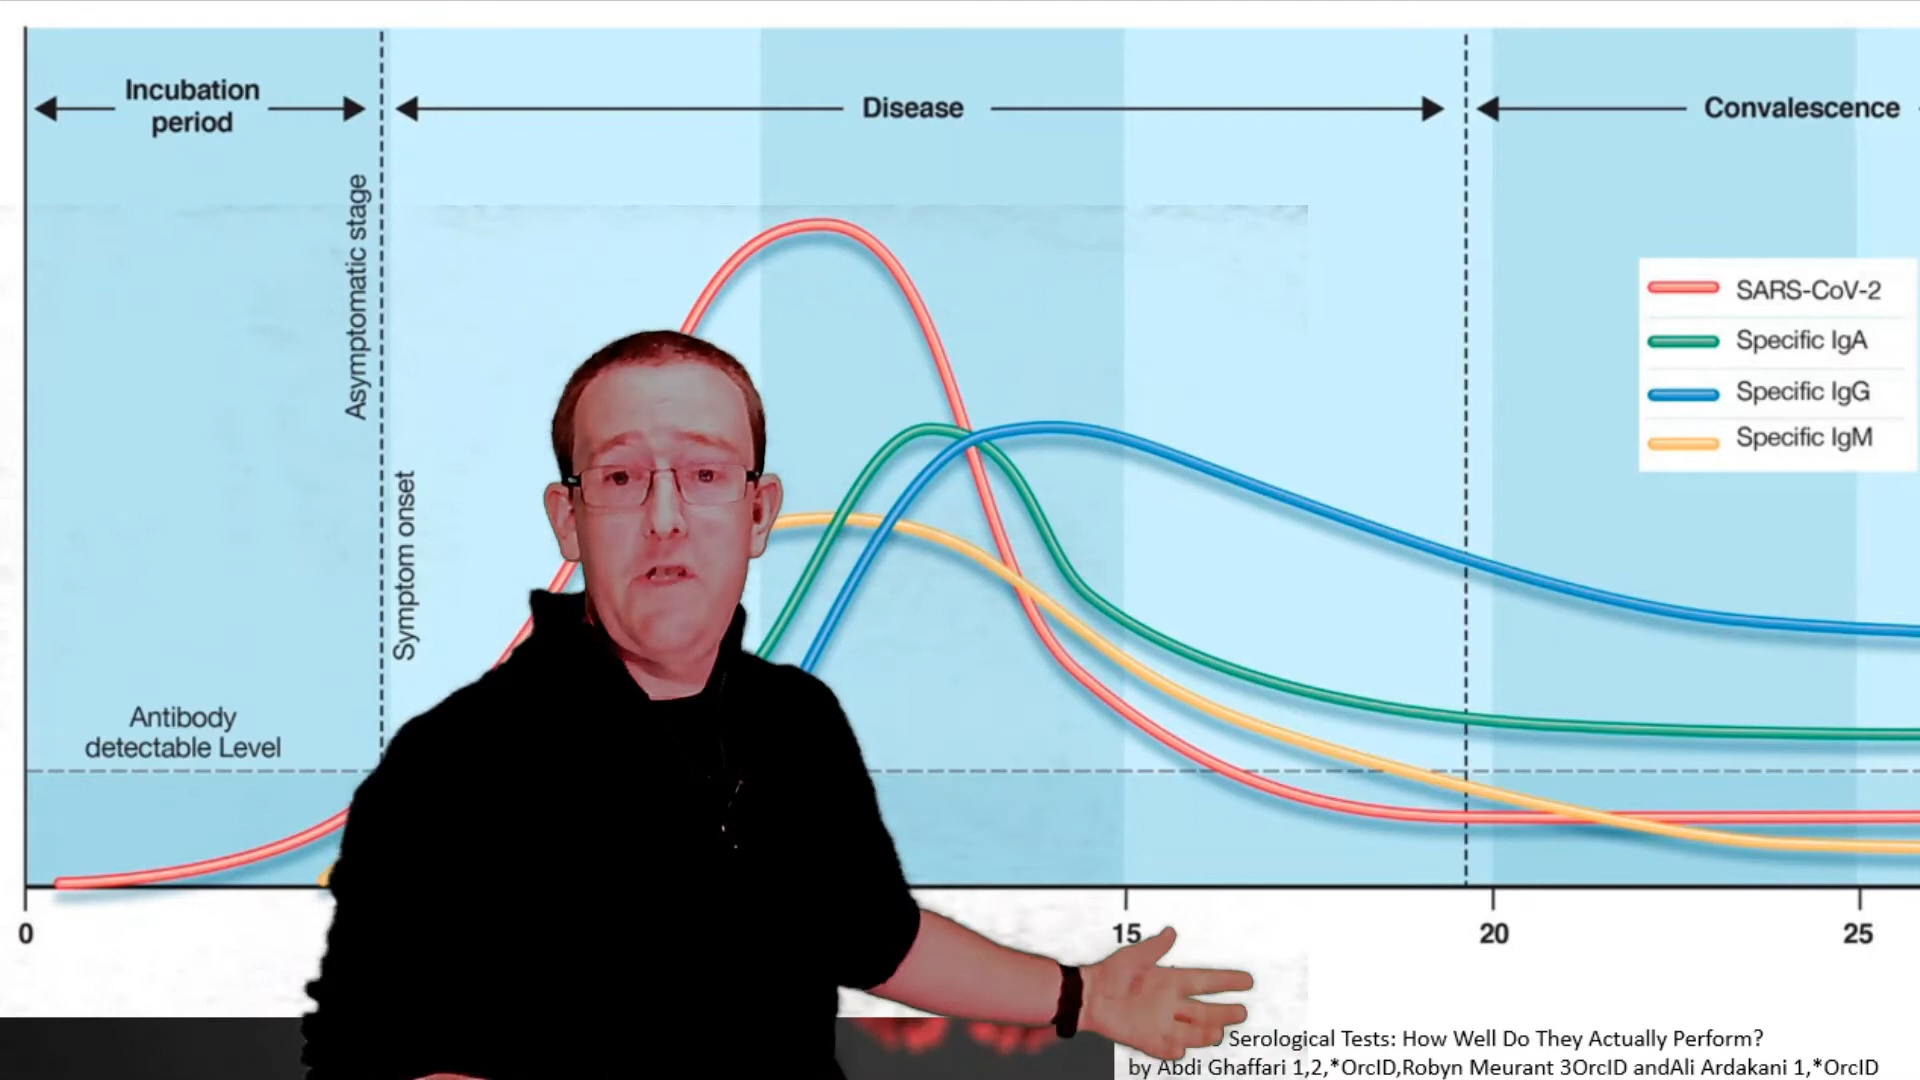 Incubation
period
Disease
Convalescence
Asymptomatic stage
Symptom onset
SARS-CoV-2
Specific IgA
Specific IgG
Specific IgM
Antibody
detectable Level
0
15
20
25
Serological Tests: How Well Do They Actually Perform?
by Abdi Ghaffari 1,2,*OrcID,Robyn Meurant 3OrcID andAli Ardakani 1,*OrcID